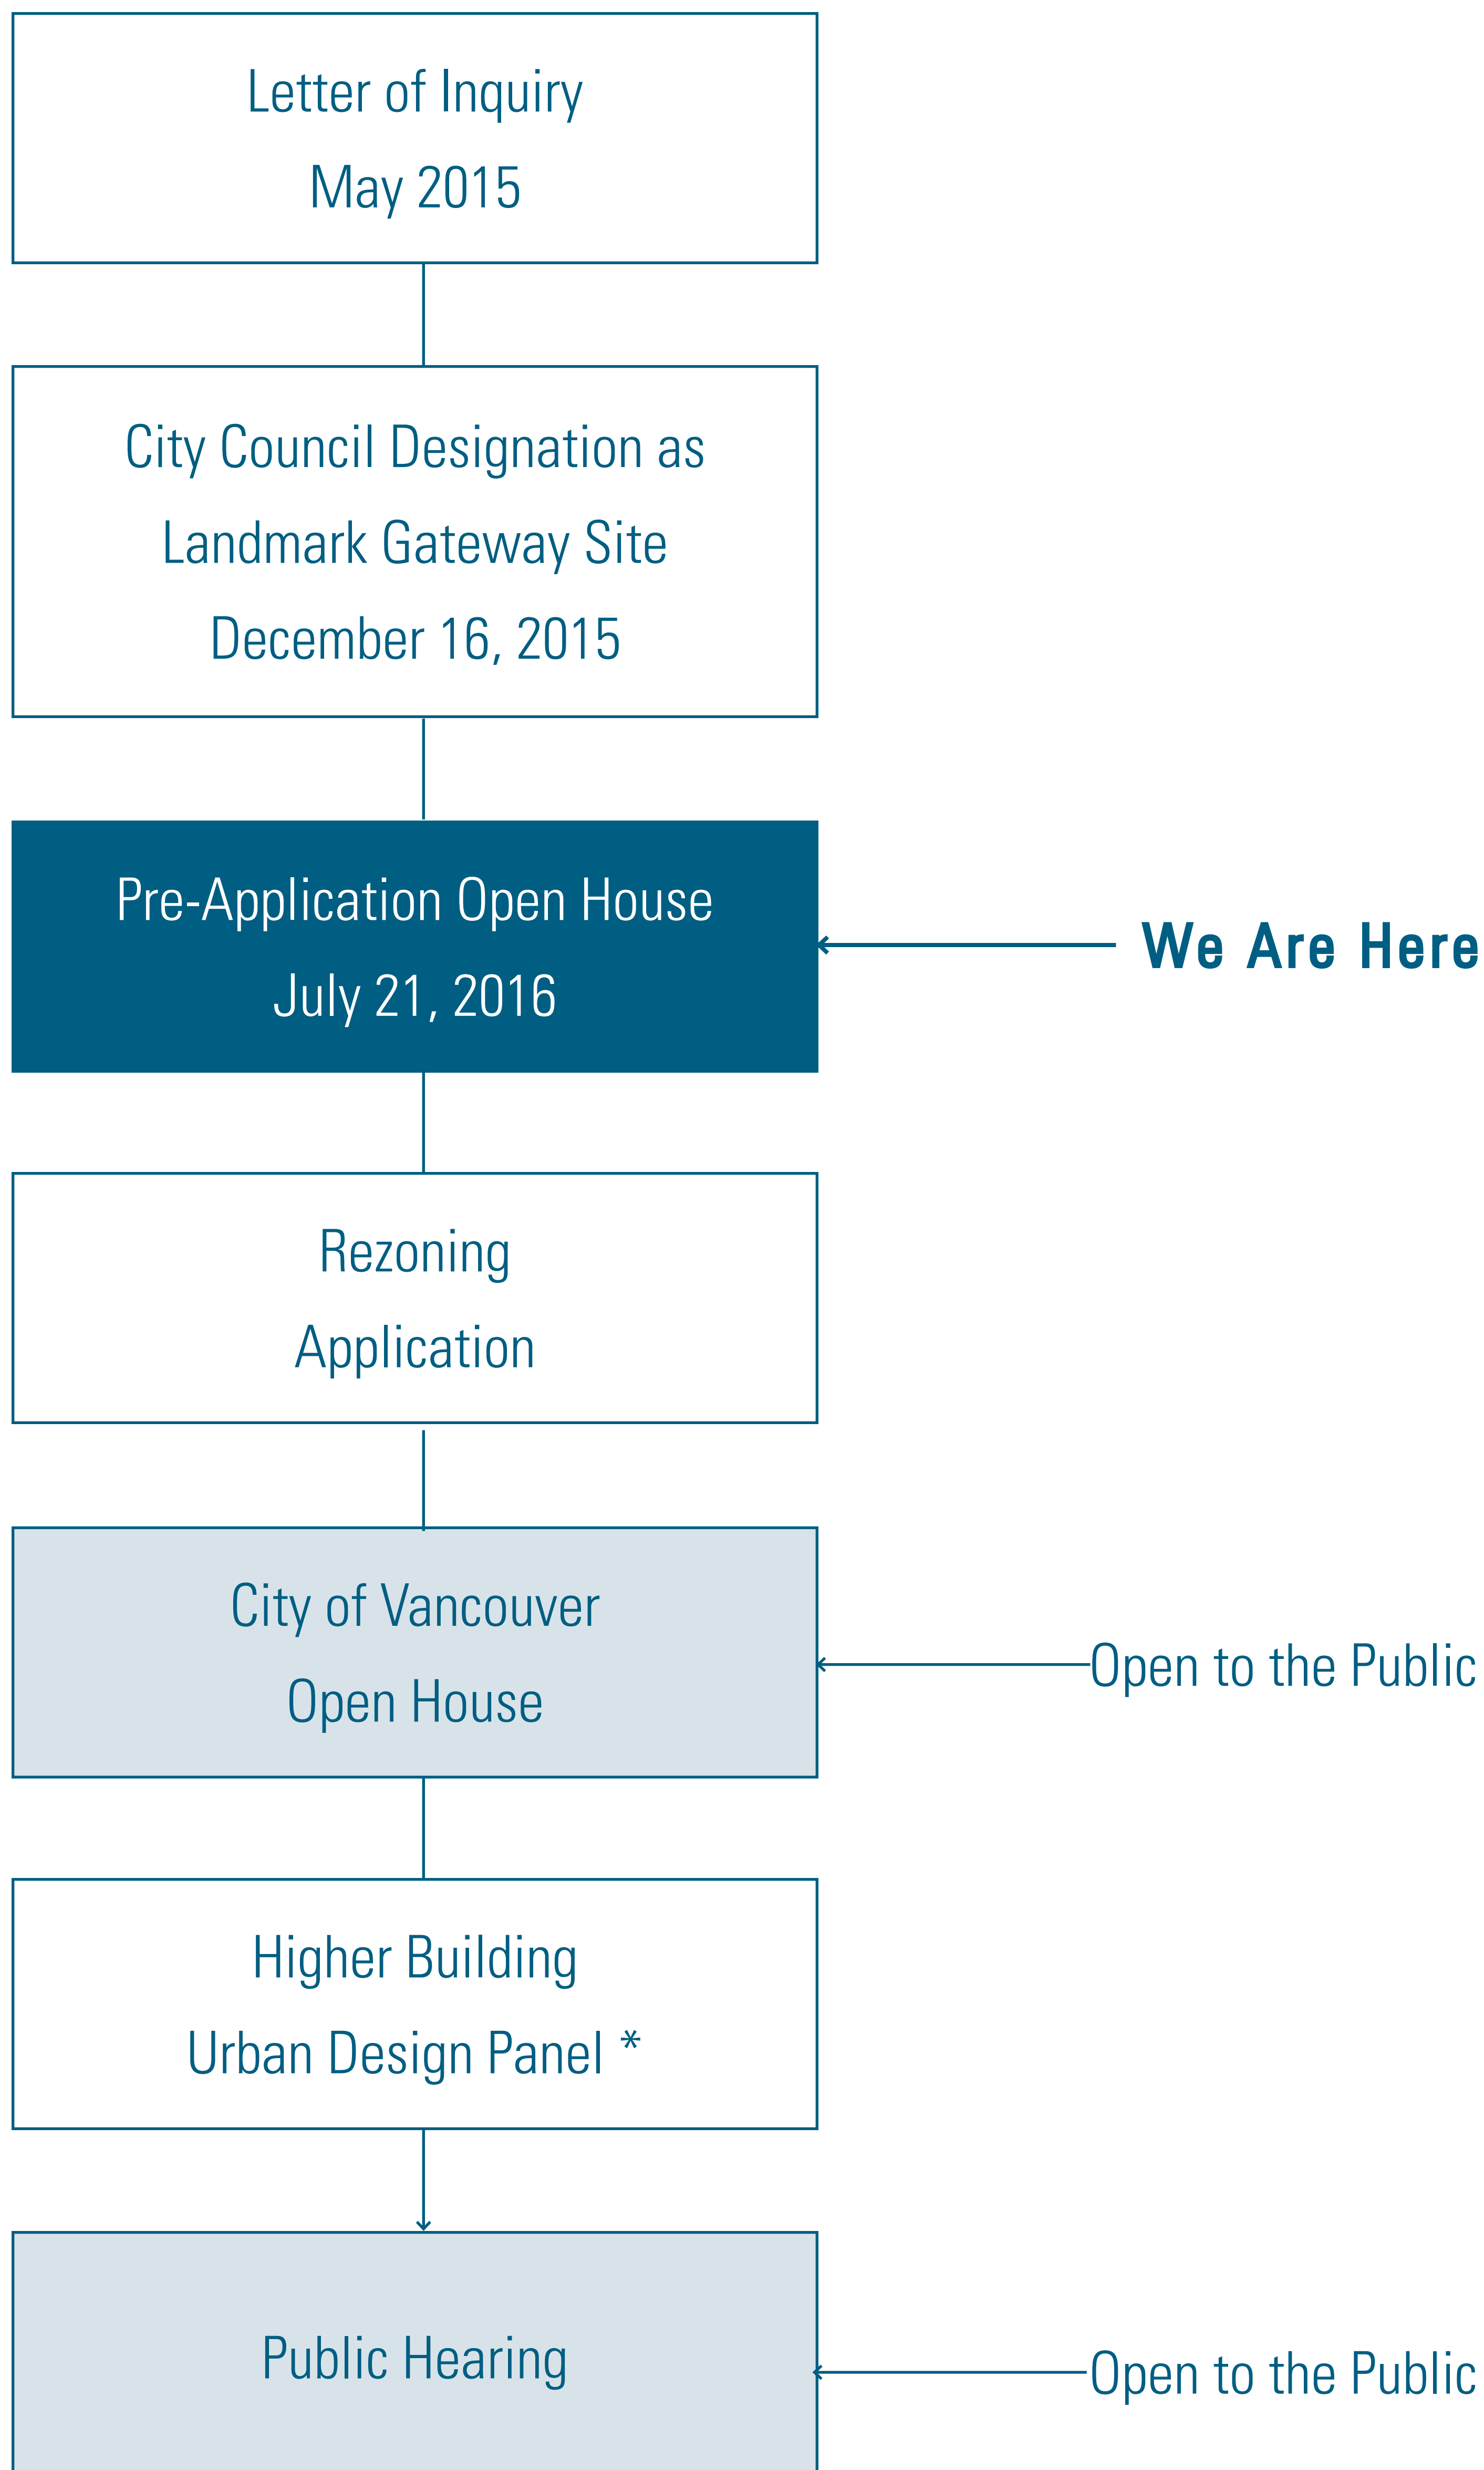 Letter of Inquiry
May 2015
City Council Designation as
Landmark Gateway Site
December 16, 2015
Pre-Application Open House
July 21, 2016
We Are Here
Rezoning
Application
City of Vancouver
Open House
Open to the Public
Higher Building
Urban Design Panel *
Public Hearing
Open to the Public